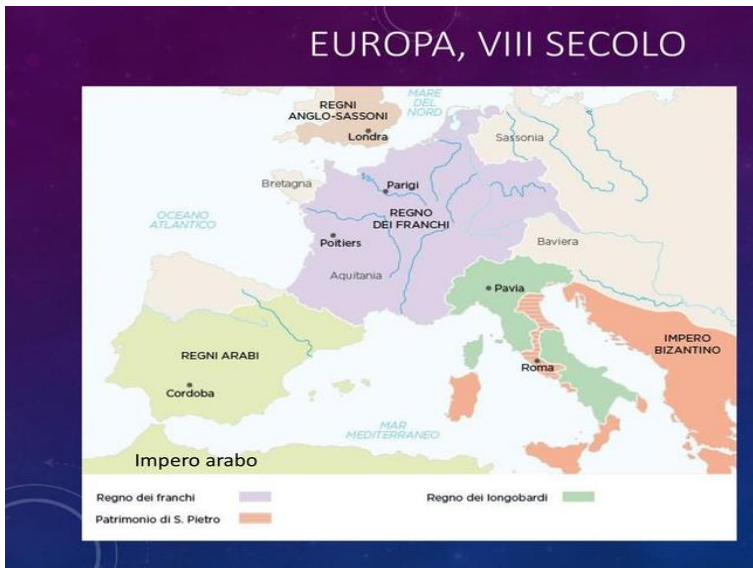 EUROPA, VIII SECOLO
MARE
DEL
NORD
REGNI
ANGLO-SASSONI
Londra
Sassonia
Bretagna
Parigi
OCEANO
ATLANTICO
REGNO
DEI FRANCHI
Poitiers
Baviera
Aquitania
Pavia
REGNI ARABI
IMPERO
BIZANTINO
Roma
Cordoba
MAR
MEDITERRANEO
Impero arabo
Regno dei franchi
Regno dei longobardi
Patrimonio di S. Pietro